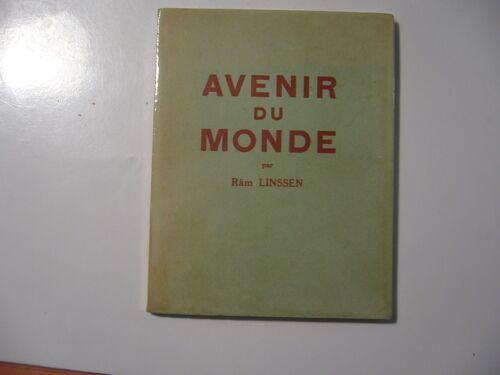 AVENIR
DU
MONDE
par
Râm LINSSEN